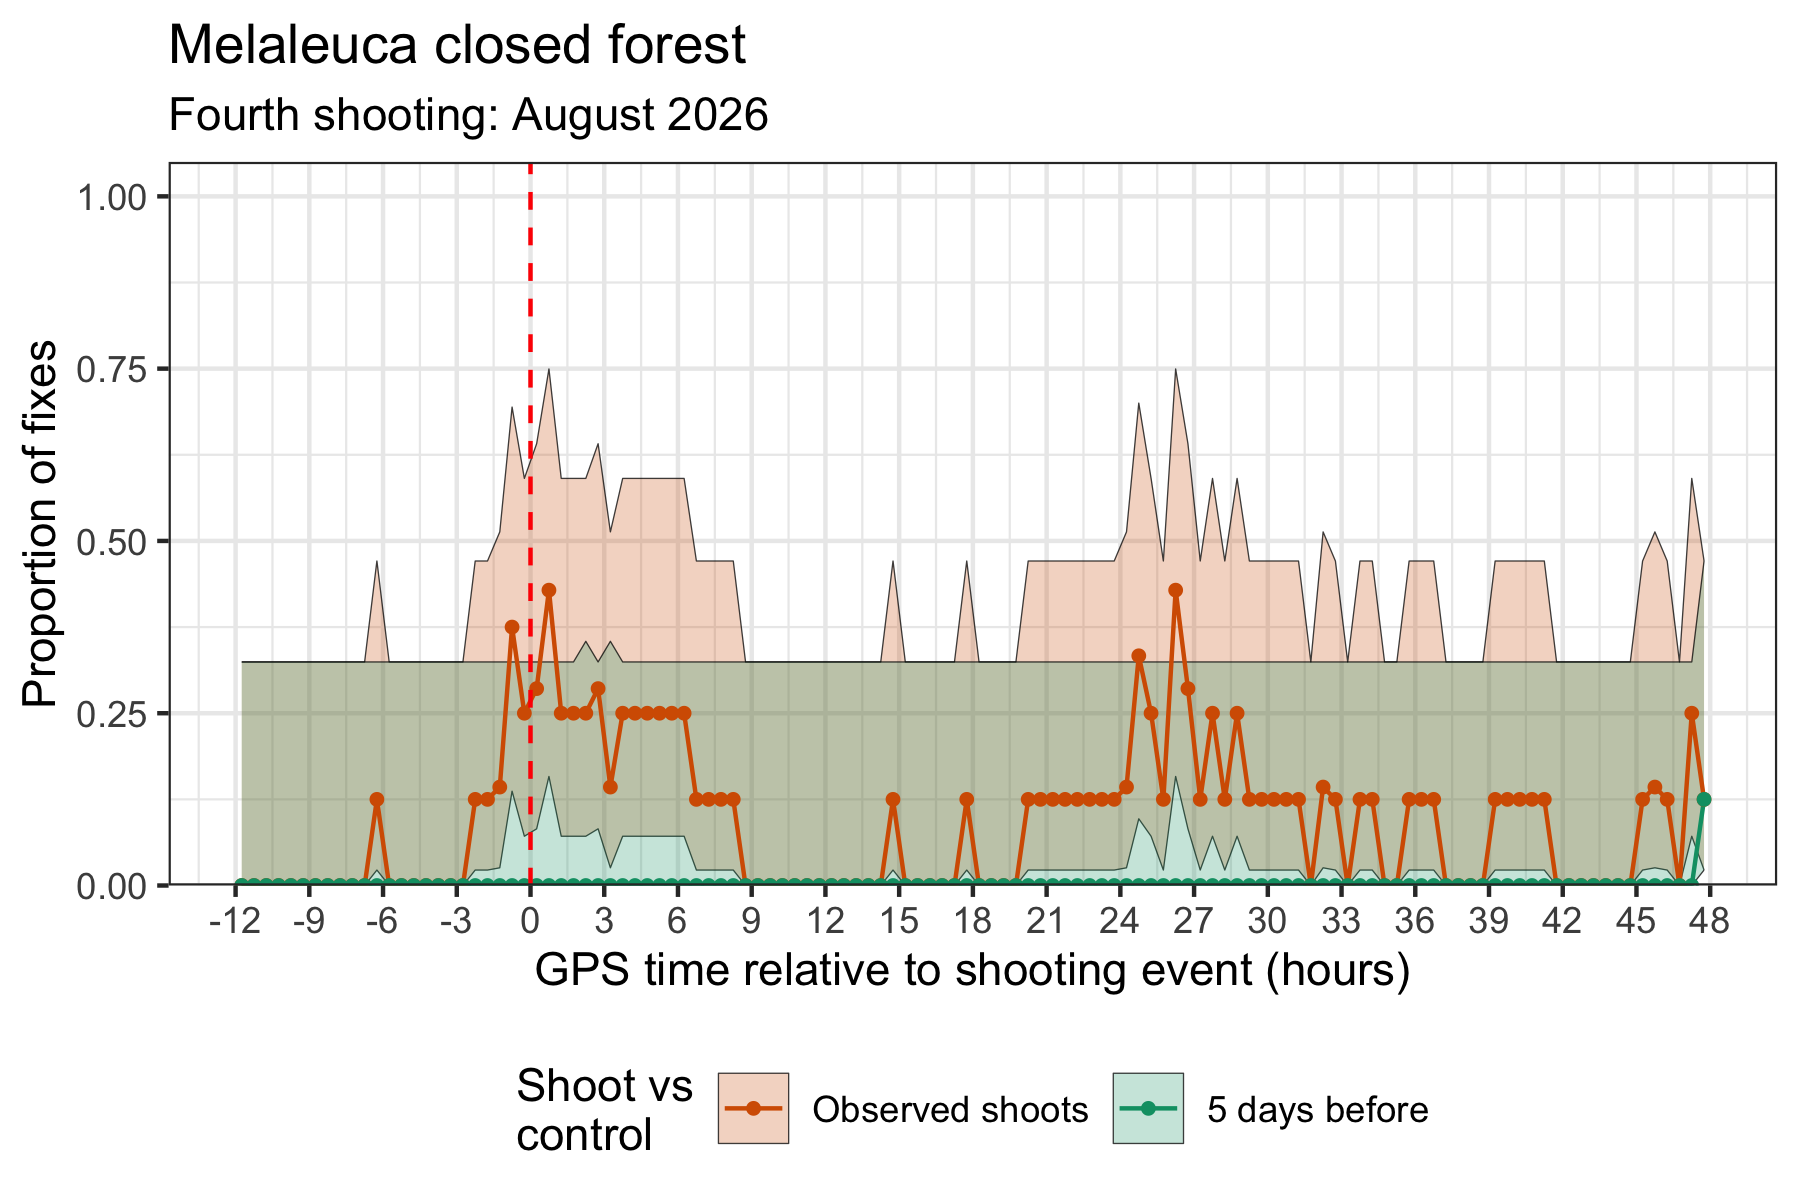 Melaleuca closed forest
Fourth shooting: August 2026
1.00
0.75
0.50
0.25
0.00
Proportion of fixes
-12 -9 -6 -3 0 3 6 9 12 15 18 21 24 27 30 33 36 39 42 45 48
GPS time relative to shooting event (hours)
Shoot vs
control
Observed shoots
5 days before